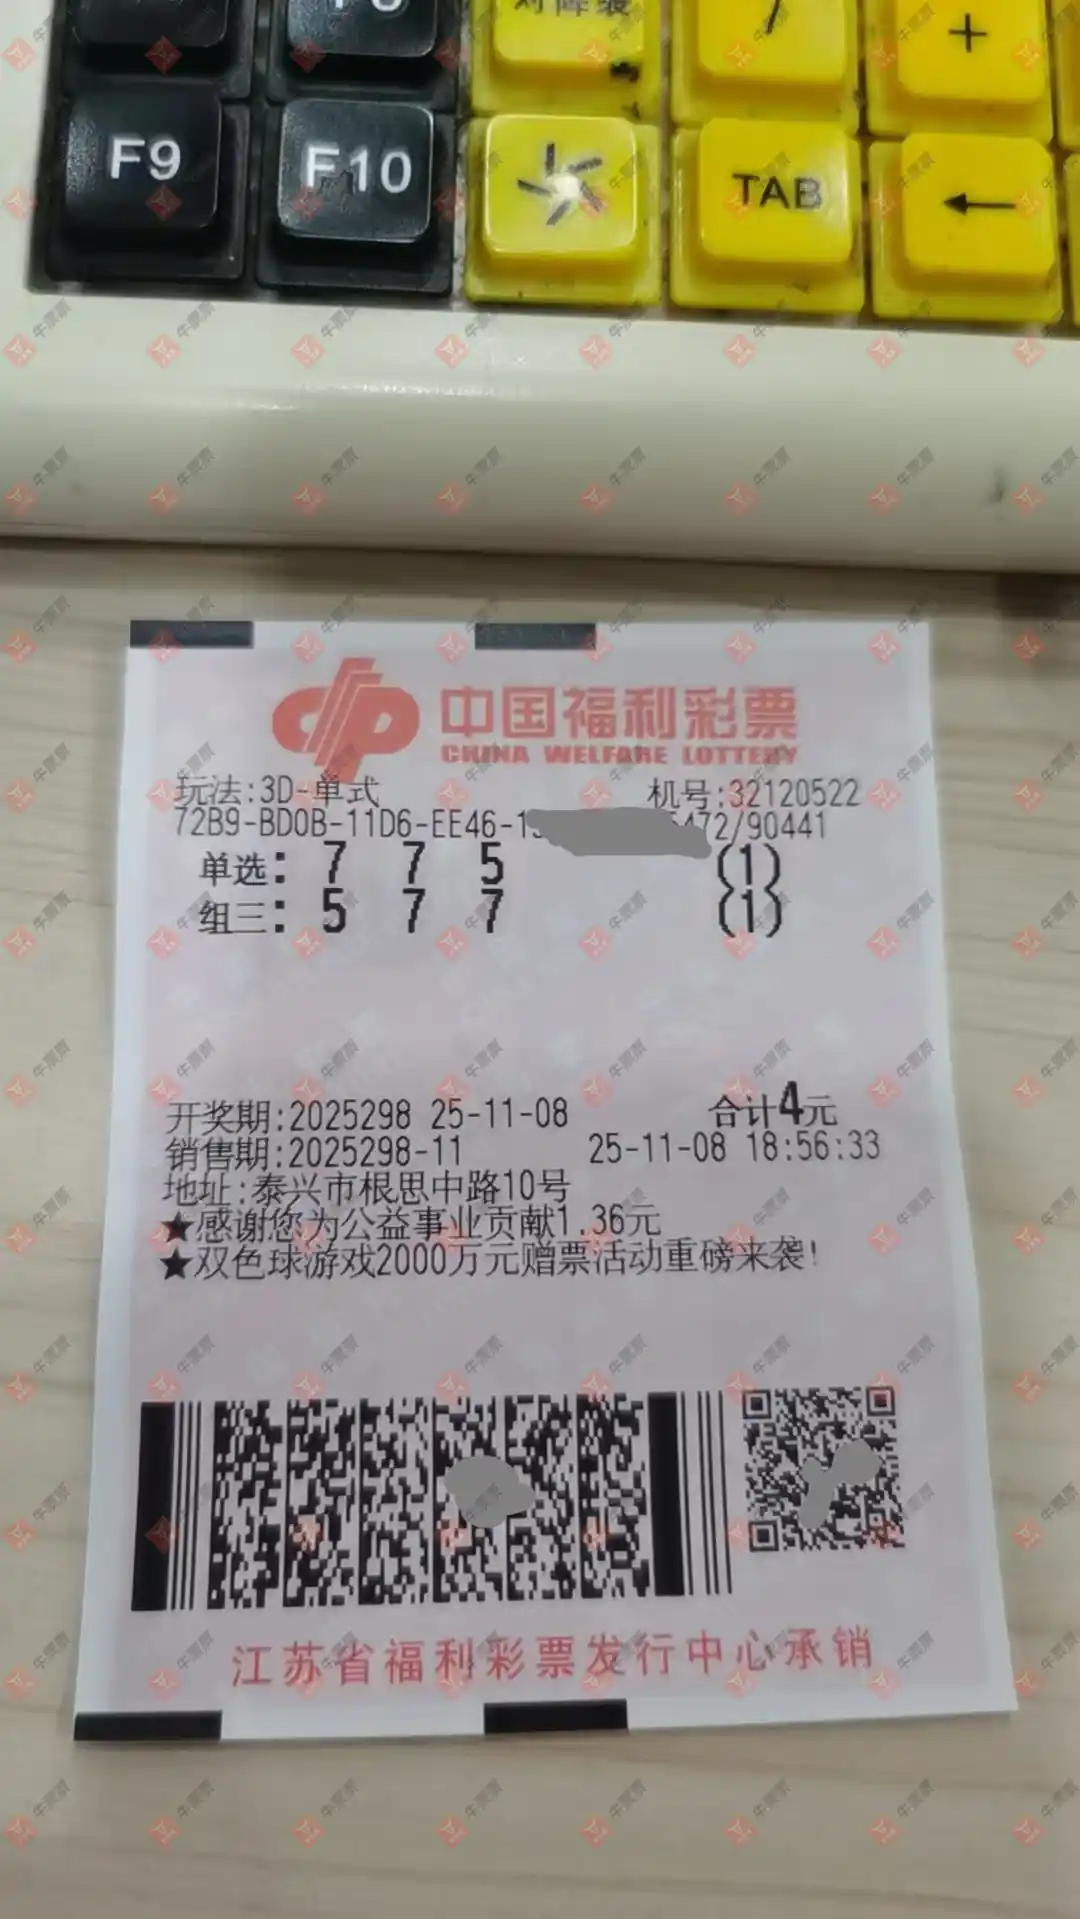 +
F9
F10
TAB
←
中国福利彩票
CHINA WELFARE LOTTERY
玩法:3D-单式 机号:32120522
72B9-BD0B-11D6-EE46-1 472/90441
单选: 7 7 5 (1)
组三: 5 7 7 (1)
开奖期:2025298 25-11-08 合计4元
销售期:2025298-11 25-11-08 18:56:33
地址:泰兴市根思中路10号
★感谢您为公益事业贡献1.36元
★双色球游戏2000万元赠票活动重磅来袭!
江苏省福利彩票发行中心承销
牛票票